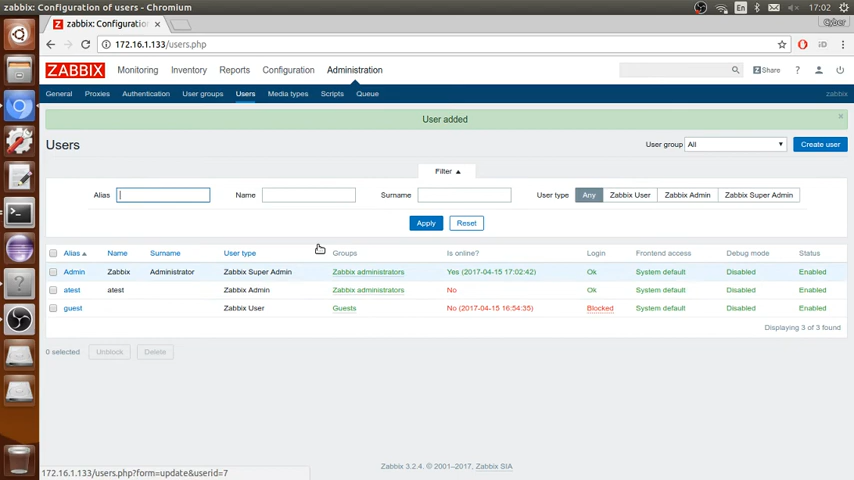 zabbix: Configuration of users - Chromium
En
17:02
zabbix: Configuration ×
Cyber
172.16.1.133/users.php
ZABBIX Monitoring Inventory Reports Configuration Administration
Share ?
General Proxies Authentication User groups Users Media types Scripts Queue
zabbix
User added
Users
User group All Create user
Filter
Alias Name Surname User type Any Zabbix User Zabbix Admin Zabbix Super Admin
Apply Reset
Alias Name Surname User type Groups Is online? Login Frontend access Debug mode Status
Admin Zabbix Administrator Zabbix Super Admin Zabbix administrators Yes (2017-04-15 17:02:42) Ok System default Disabled Enabled
atest atest Zabbix Admin Zabbix administrators No Ok System default Disabled Enabled
guest Zabbix User Guests No (2017-04-15 16:54:35) Blocked System default Disabled Enabled
Displaying 3 of 3 found
0 selected Unblock Delete
Zabbix 3.2.4. © 2001–2017, Zabbix SIA
172.16.1.133/users.php?form=update&userid=7